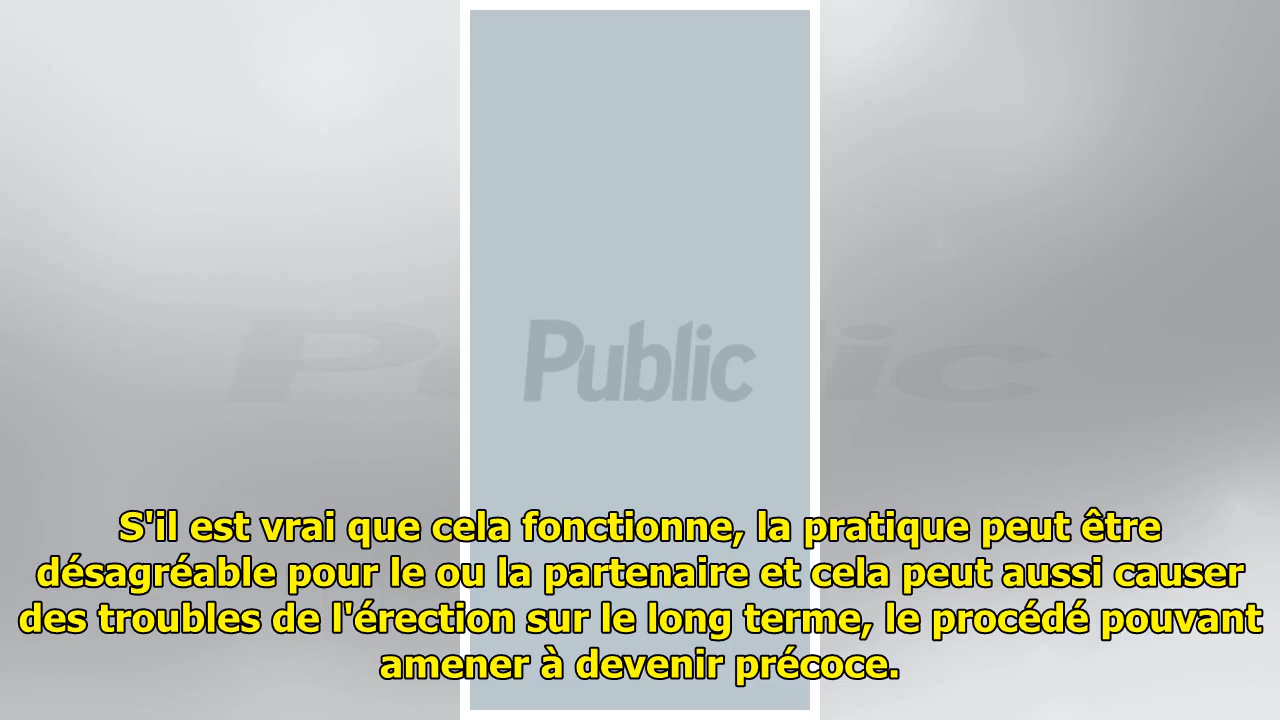 Public
Public
S'il est vrai que cela fonctionne, la pratique peut être
désagréable pour le ou la partenaire et cela peut aussi causer
des troubles de l'érection sur le long terme, le procédé pouvant
amener à devenir précoce.